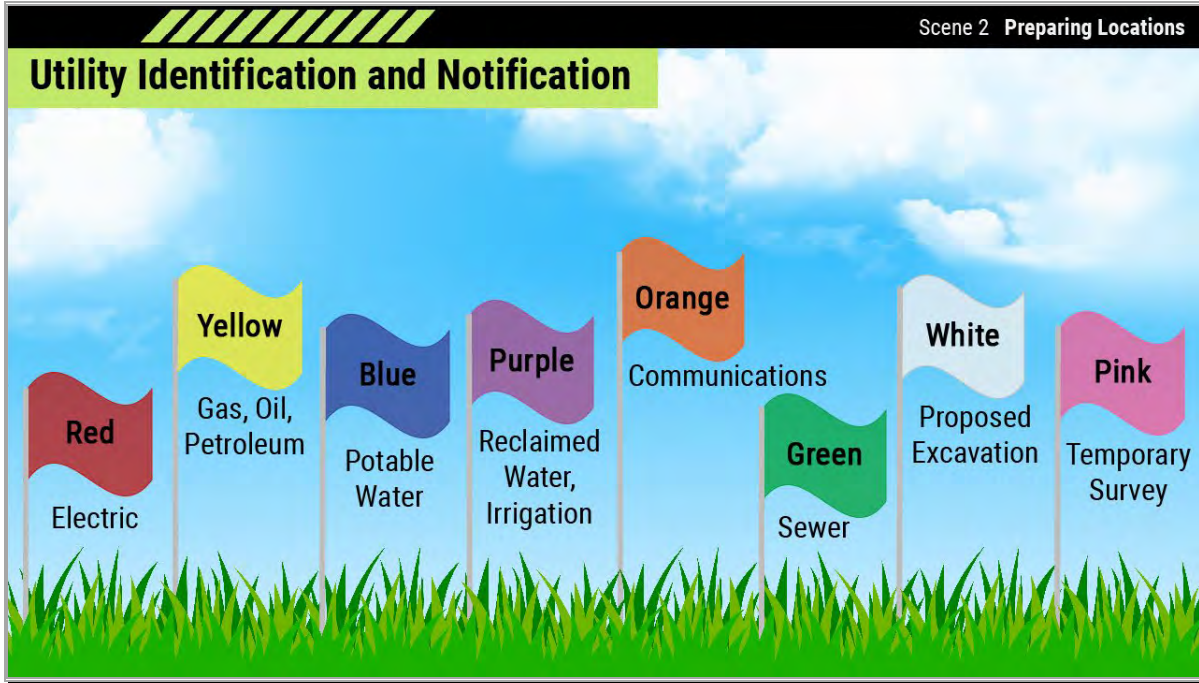 Scene 2 Preparing Locations
Utility Identification and Notification
Red
Electric
Yellow
Gas, Oil,
Petroleum
Blue
Potable
Water
Purple
Reclaimed
Water,
Irrigation
Orange
Communications
Green
Sewer
White
Proposed
Excavation
Pink
Temporary
Survey